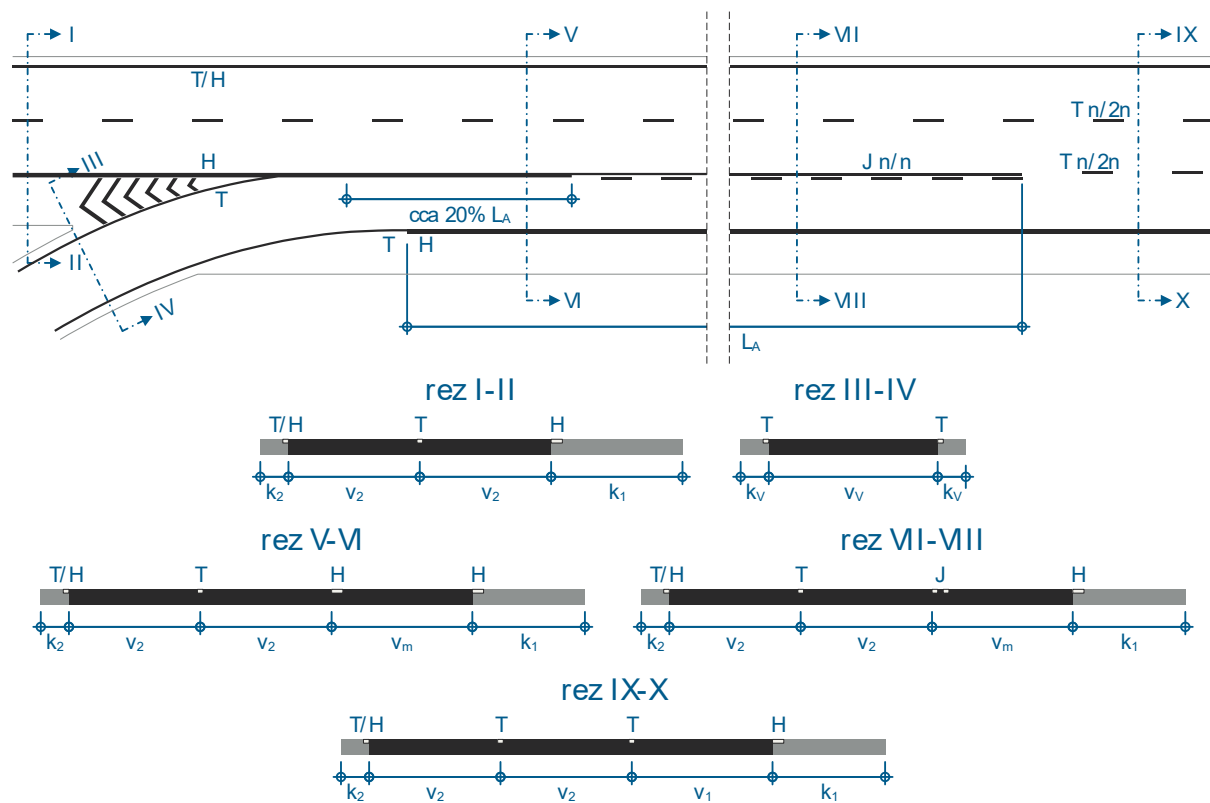 I
V
VII
IX
T/H
T n/2n
III
H
J n/n
T n/2n
T
cca 20% LA
T H
II
IV
VI
VIII
X
LA
rez I-II
rez III-IV
T/H T H
T T
k2 v2 v2 k1
kV vV kV
rez V-VI
rez VII-VIII
T/H T H H
T/H T J H
k2 v2 v2 vm k1
k2 v2 v2 vm k1
rez IX-X
T/H T T H
k2 v2 v2 v1 k1